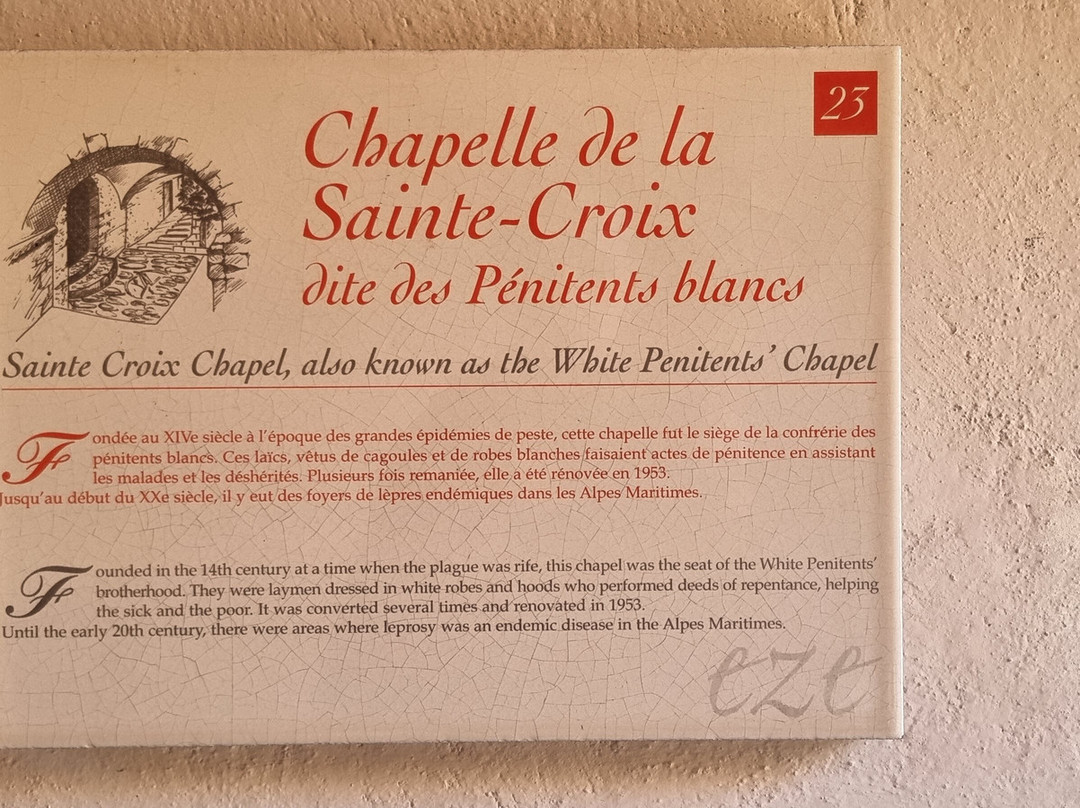 23
Chapelle de la
Sainte-Croix
dite des Pénitents blancs
Sainte Croix Chapel, also known as the White Penitents' Chapel
Fondée au XIVe siècle à l'époque des grandes épidémies de peste, cette chapelle fut le siège de la confrérie des
pénitents blancs. Ces laïcs, vêtus de cagoules et de robes blanches faisaient actes de pénitence en assistant
les malades et les déshérités. Plusieurs fois remaniée, elle a été rénovée en 1953.
Jusqu'au début du XXe siècle, il y eut des foyers de lèpres endémiques dans les Alpes Maritimes.
Founded in the 14th century at a time when the plague was rife, this chapel was the seat of the White Penitents'
brotherhood. They were laymen dressed in white robes and hoods who performed deeds of repentance, helping
the sick and the poor. It was converted several times and renovated in 1953.
Until the early 20th century, there were areas where leprosy was an endemic disease in the Alpes Maritimes.
eze